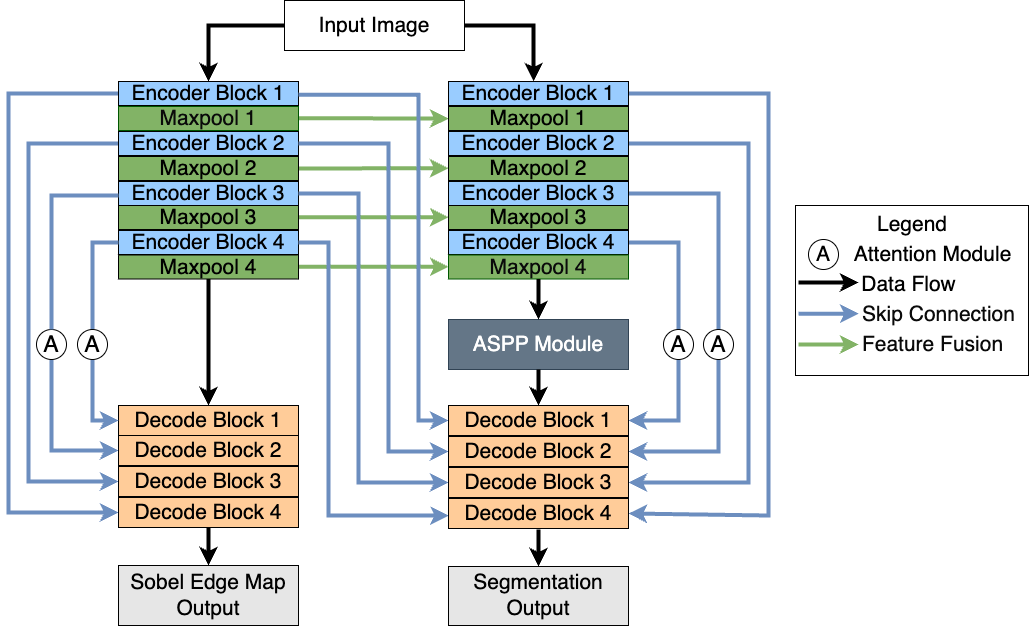 Input Image
Encoder Block 1
Maxpool 1
Encoder Block 2
Maxpool 2
Encoder Block 3
Maxpool 3
Encoder Block 4
Maxpool 4
Encoder Block 1
Maxpool 1
Encoder Block 2
Maxpool 2
Encoder Block 3
Maxpool 3
Encoder Block 4
Maxpool 4
A
A
ASPP Module
A
A
Decode Block 1
Decode Block 2
Decode Block 3
Decode Block 4
Decode Block 1
Decode Block 2
Decode Block 3
Decode Block 4
Sobel Edge Map
Output
Segmentation
Output
Legend
A Attention Module
Data Flow
Skip Connection
Feature Fusion